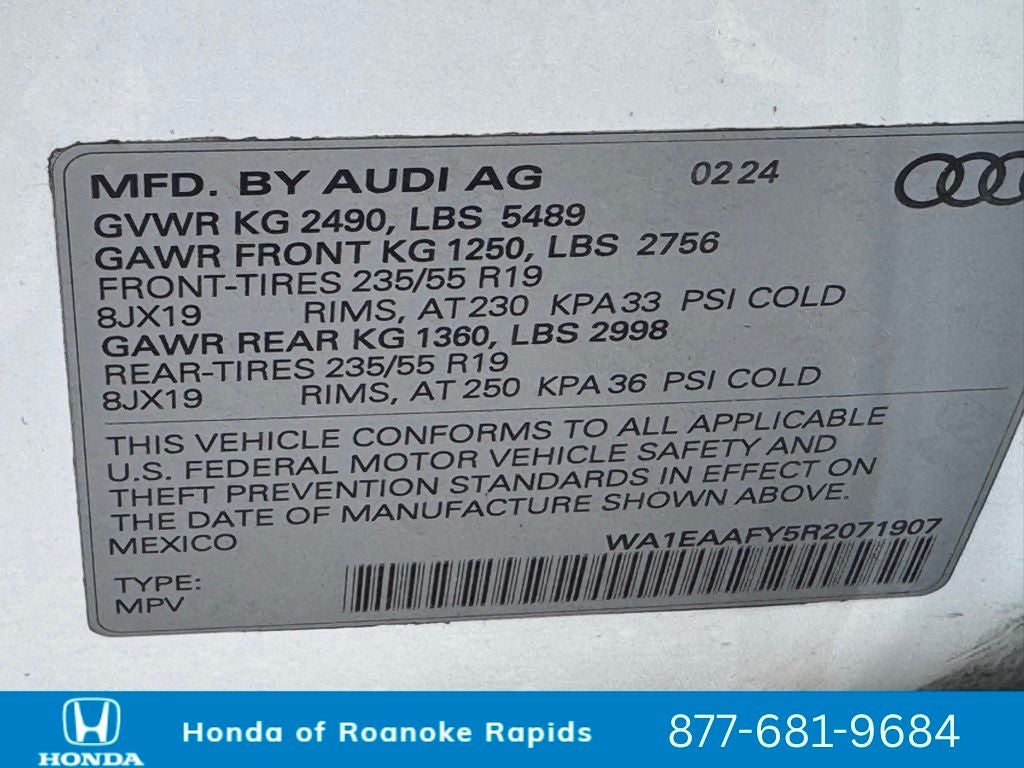 MFD. BY AUDI AG 02 24
GVWR KG 2490, LBS 5489
GAWR FRONT KG 1250, LBS 2756
FRONT-TIRES 235/55 R19
8JX19 RIMS, AT 230 KPA 33 PSI COLD
GAWR REAR KG 1360, LBS 2998
REAR-TIRES 235/55 R19
8JX19 RIMS, AT 250 KPA 36 PSI COLD
THIS VEHICLE CONFORMS TO ALL APPLICABLE
U.S. FEDERAL MOTOR VEHICLE SAFETY AND
THEFT PREVENTION STANDARDS IN EFFECT ON
THE DATE OF MANUFACTURE SHOWN ABOVE.
MEXICO WA1EAAFY5R2071907
TYPE:
MPV
HONDA Honda of Roanoke Rapids 877-681-9684